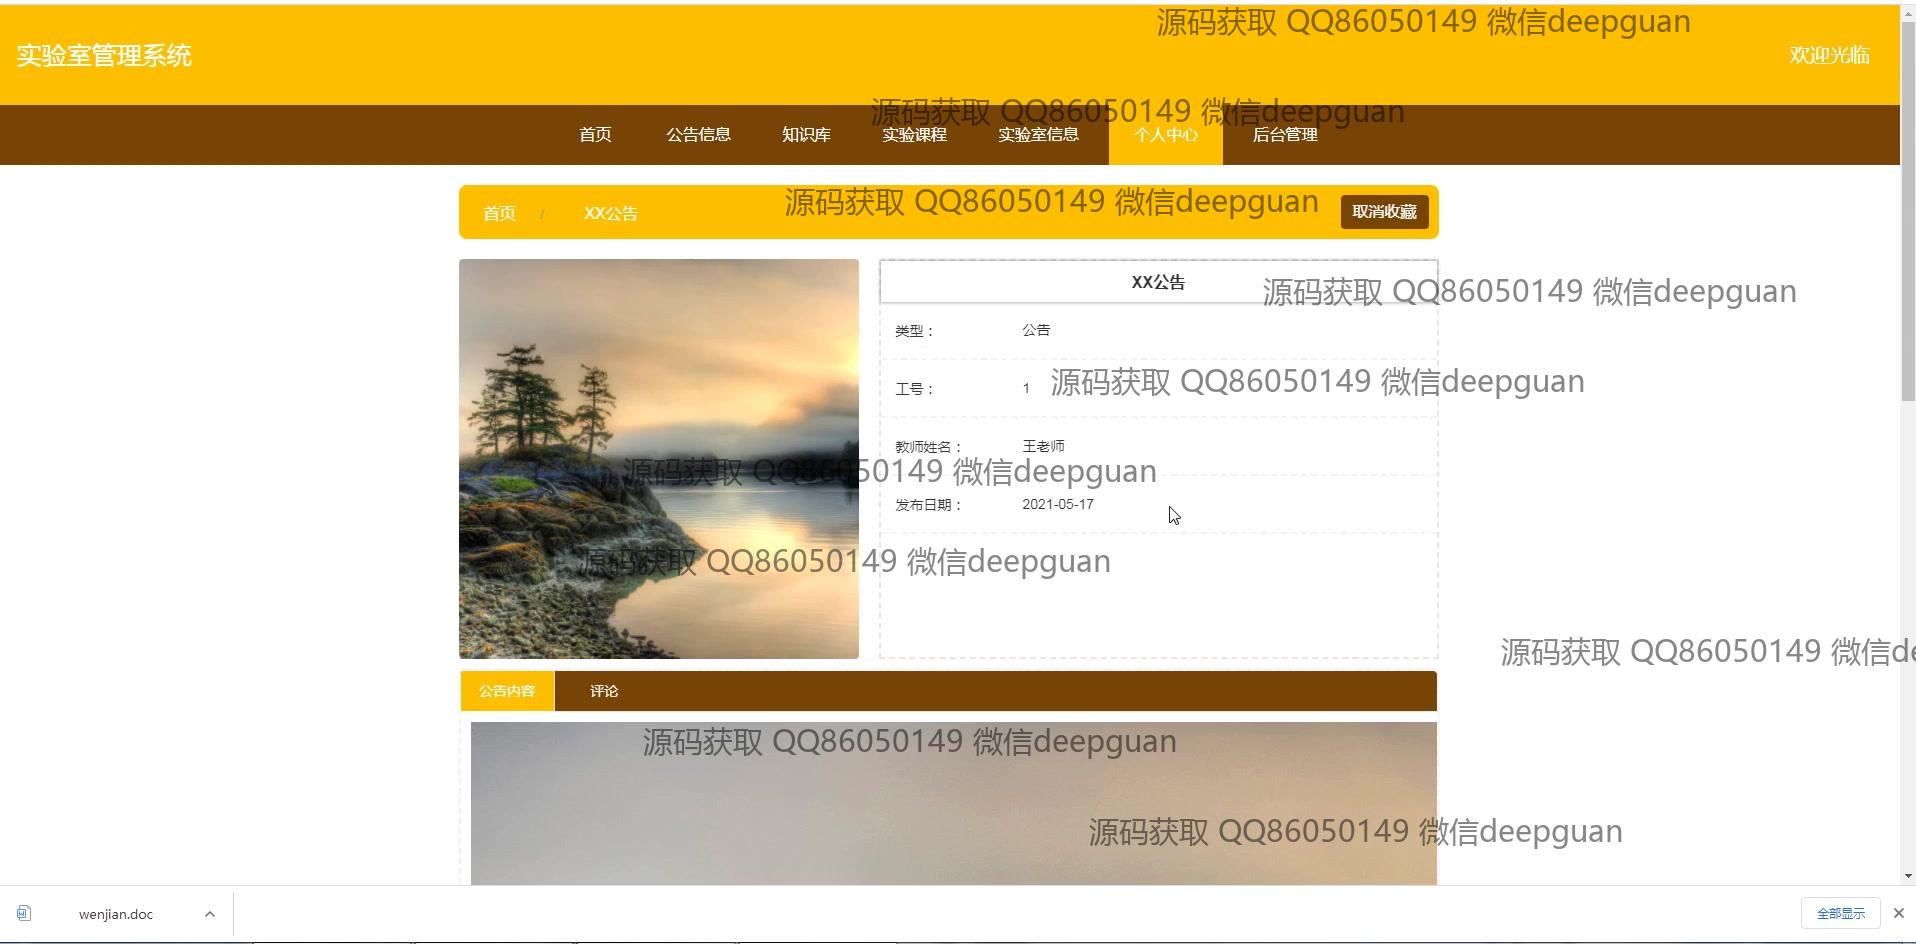 源码获取 QQ86050149 微信deepguan
实验室管理系统
欢迎光临
源码获取 QQ86050149 微信deepguan
首页 公告信息 知识库 实验课程 实验室信息 个人中心 后台管理
源码获取 QQ86050149 微信deepguan
首页 / XX公告
取消收藏
XX公告
源码获取 QQ86050149 微信deepguan
类型： 公告
源码获取 QQ86050149 微信deepguan
工号： 1
教师姓名： 王老师
源码获取 QQ86050149 微信deepguan
发布日期： 2021-05-17
源码获取 QQ86050149 微信deepguan
源码获取 QQ86050149 微信de
公告内容 评论
源码获取 QQ86050149 微信deepguan
源码获取 QQ86050149 微信deepguan
wenjian.doc
全部显示